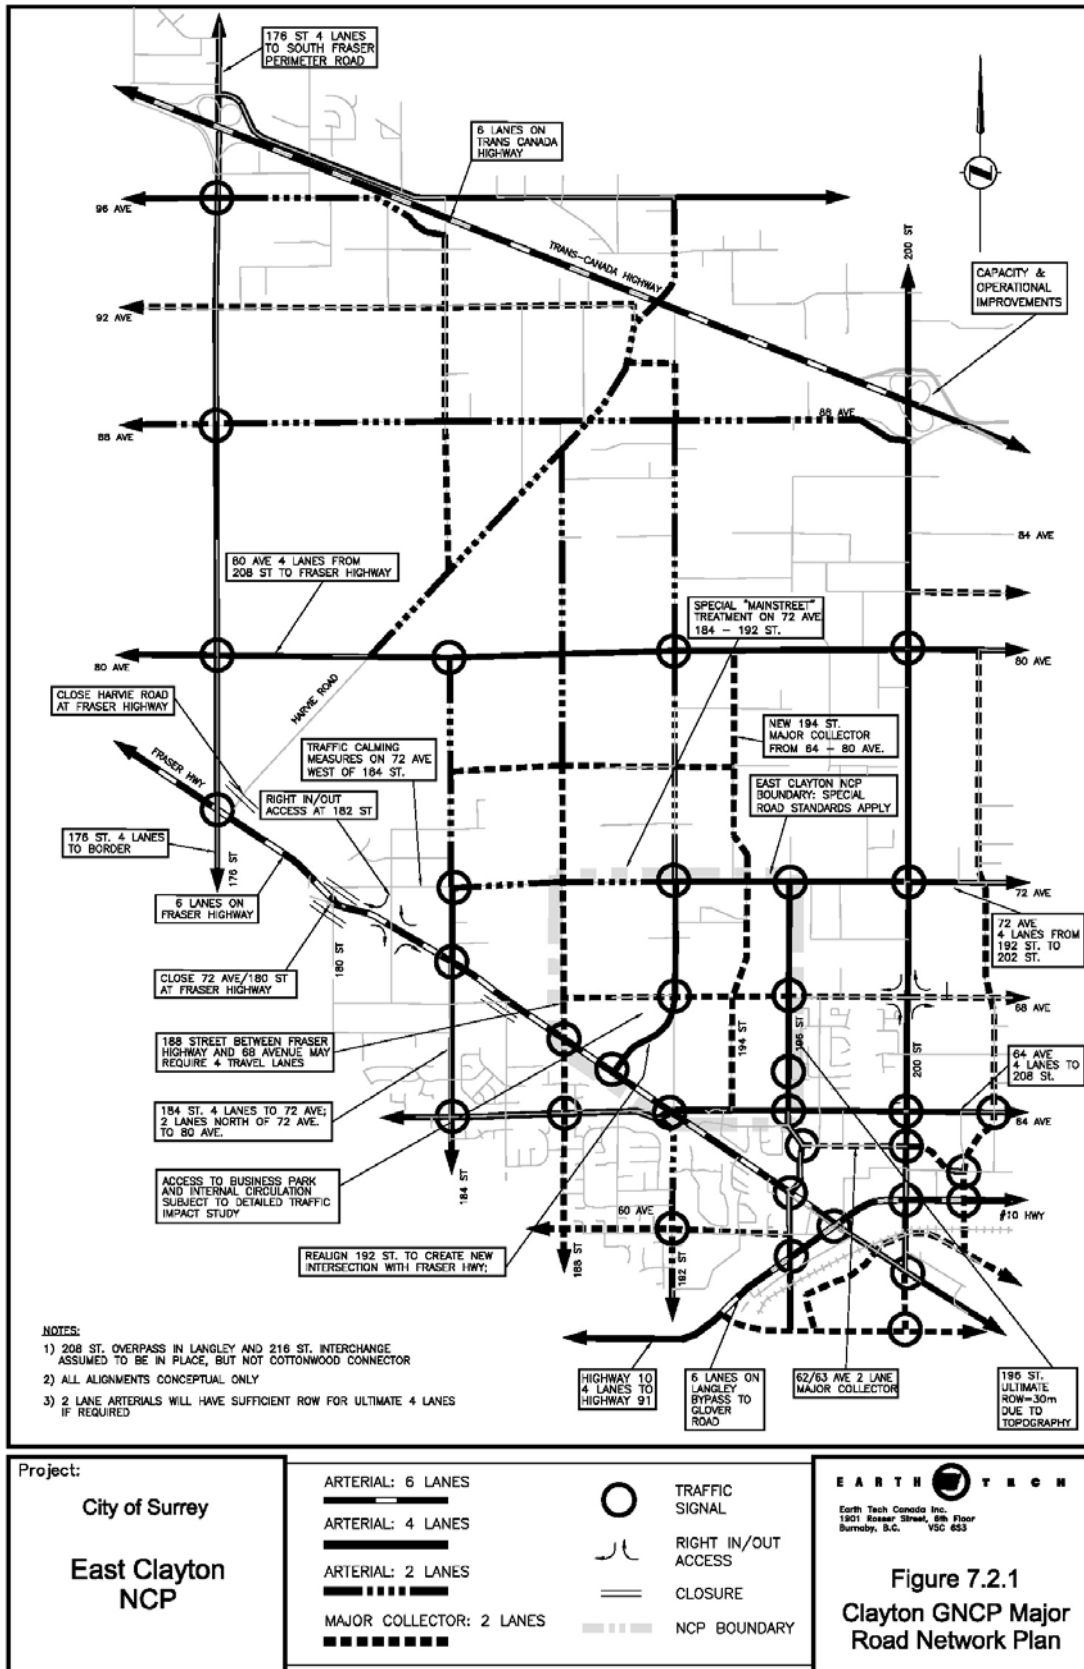 176 ST 4 LANES
TO SOUTH FRASER
PERIMETER ROAD
6 LANES ON
TRANS CANADA
HIGHWAY
96 AVE
TRANS-CANADA HIGHWAY
200 ST
CAPACITY &
OPERATIONAL
IMPROVEMENTS
92 AVE
88 AVE
88 AVE
84 AVE
80 AVE 4 LANES FROM
208 ST TO FRASER HIGHWAY
SPECIAL "MAINSTREET"
TREATMENT ON 72 AVE
184 - 192 ST.
80 AVE
80 AVE
CLOSE HARVIE ROAD
AT FRASER HIGHWAY
HARVIE ROAD
NEW 194 ST.
MAJOR COLLECTOR
FROM 64 - 80 AVE.
FRASER HWY
TRAFFIC CALMING
MEASURES ON 72 AVE
WEST OF 184 ST.
EAST CLAYTON NCP
BOUNDARY: SPECIAL
ROAD STANDARDS APPLY
RIGHT IN/OUT
ACCESS AT 182 ST
176 ST. 4 LANES
TO BORDER
176 ST
72 AVE
6 LANES ON
FRASER HIGHWAY
72 AVE
4 LANES FROM
192 ST. TO
202 ST.
180 ST
CLOSE 72 AVE/180 ST
AT FRASER HIGHWAY
68 AVE
188 STREET BETWEEN FRASER
HIGHWAY AND 68 AVENUE MAY
REQUIRE 4 TRAVEL LANES
194 ST
196 ST
200 ST
64 AVE
4 LANES TO
208 St.
184 ST. 4 LANES TO 72 AVE;
2 LANES NORTH OF 72 AVE.
TO 80 AVE.
64 AVE
ACCESS TO BUSINESS PARK
AND INTERNAL CIRCULATION
SUBJECT TO DETAILED TRAFFIC
IMPACT STUDY
184 ST
60 AVE
#10 HWY
REALIGN 192 ST. TO CREATE NEW
INTERSECTION WITH FRASER HWY;
188 ST
192 ST
NOTES:
1) 208 ST. OVERPASS IN LANGLEY AND 216 ST. INTERCHANGE
ASSUMED TO BE IN PLACE, BUT NOT COTTONWOOD CONNECTOR
2) ALL ALIGNMENTS CONCEPTUAL ONLY
3) 2 LANE ARTERIALS WILL HAVE SUFFICIENT ROW FOR ULTIMATE 4 LANES
IF REQUIRED
HIGHWAY 10
4 LANES TO
HIGHWAY 91
6 LANES ON
LANGLEY
BYPASS TO
GLOVER
ROAD
62/63 AVE 2 LANE
MAJOR COLLECTOR
196 ST.
ULTIMATE
ROW=30m
DUE TO
TOPOGRAPHY
Project:
City of Surrey
East Clayton
NCP
ARTERIAL: 6 LANES
ARTERIAL: 4 LANES
ARTERIAL: 2 LANES
MAJOR COLLECTOR: 2 LANES
TRAFFIC
SIGNAL
RIGHT IN/OUT
ACCESS
CLOSURE
NCP BOUNDARY
EARTH TECH
Earth Tech Canada Inc.
1901 Rosser Street, 6th Floor
Burnaby, B.C. V5C 6S3
Figure 7.2.1
Clayton GNCP Major
Road Network Plan